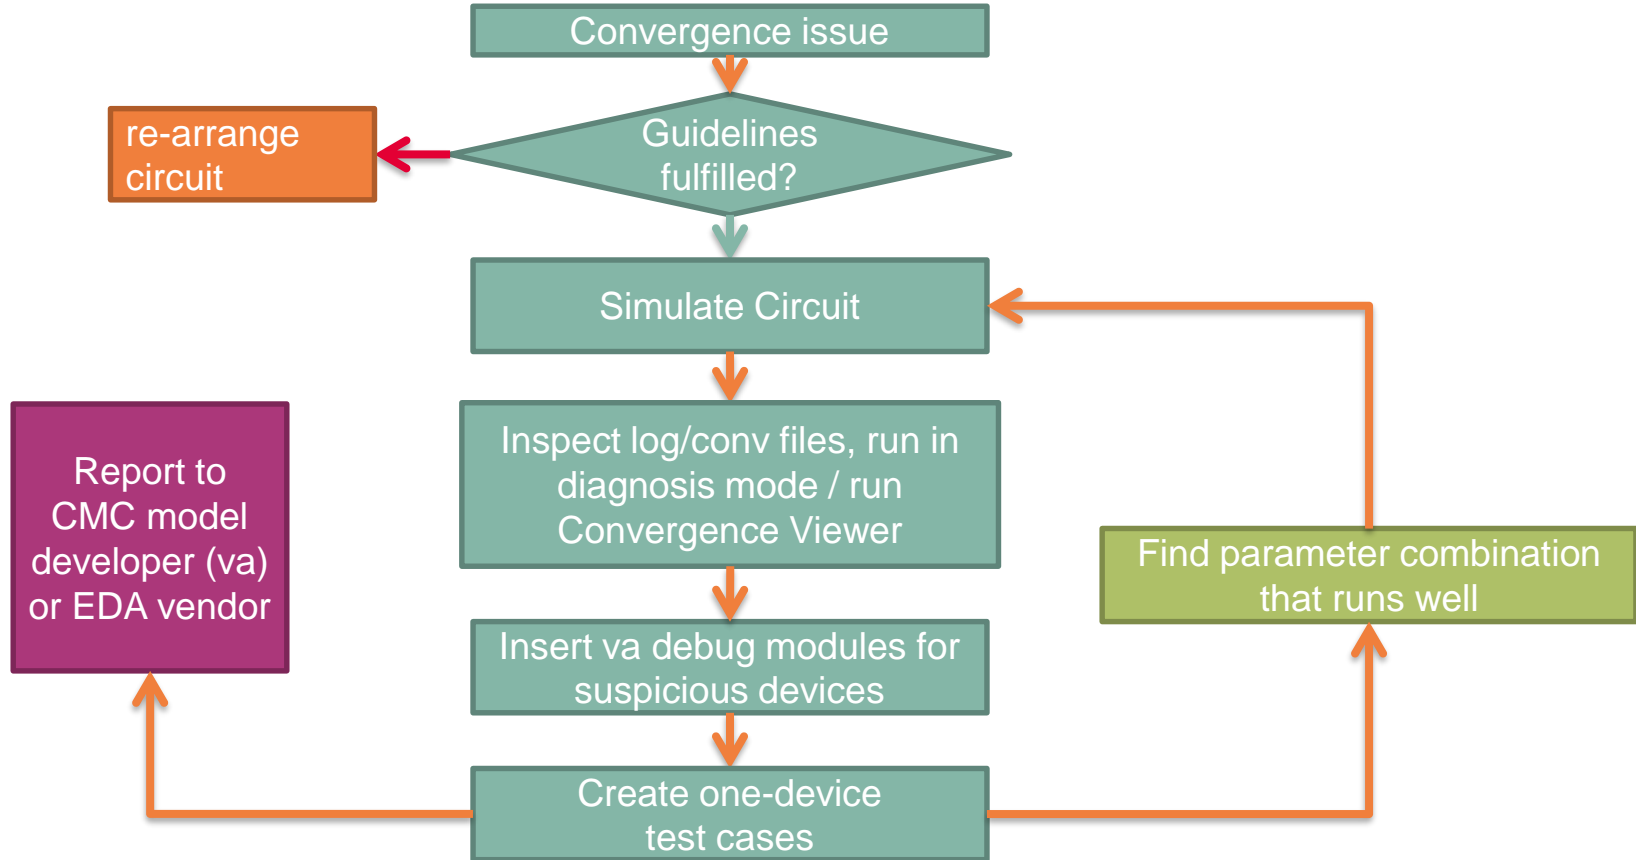 Convergence issue
Guidelines
fulfilled?
re-arrange
circuit
Simulate Circuit
Inspect log/conv files, run in
diagnosis mode / run
Convergence Viewer
Report to
CMC model
developer (va)
or EDA vendor
Find parameter combination
that runs well
Insert va debug modules for
suspicious devices
Create one-device
test cases